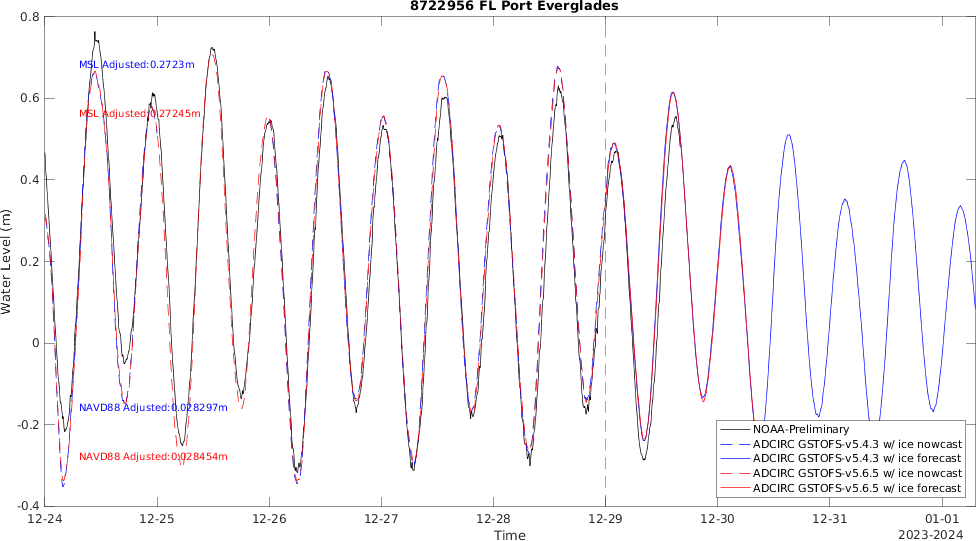 8722956 FL Port Everglades
0.8
0.6
0.4
0.2
0
-0.2
-0.4
Water Level (m)
MSL Adjusted:0.2723m
MSL Adjusted:0.27245m
NAVD88 Adjusted:0.028297m
NAVD88 Adjusted:0.028454m
NOAA-Preliminary
ADCIRC GSTOFS-v5.4.3 w/ ice nowcast
ADCIRC GSTOFS-v5.4.3 w/ ice forecast
ADCIRC GSTOFS-v5.6.5 w/ ice nowcast
ADCIRC GSTOFS-v5.6.5 w/ ice forecast
12-24 12-25 12-26 12-27 12-28 12-29 12-30 12-31 01-01
Time
2023-2024